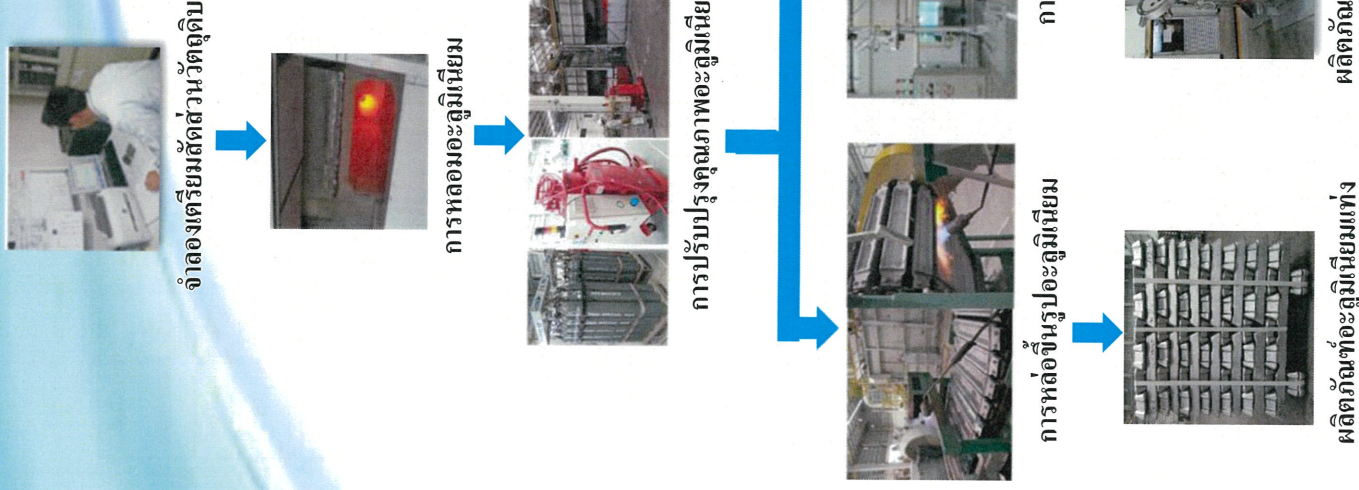 จำลองเตรียมสัดส่วนวัตถุดิบ
การหลอมอะลูมิเนียม
การปรับปรุงคุณภาพอะลูมิเนีย
การหล่อขึ้นรูปอะลูมิเนียม
กา
ผลิตภัณฑ์อะลูมิเนียมแท่ง
ผลิตภัณ